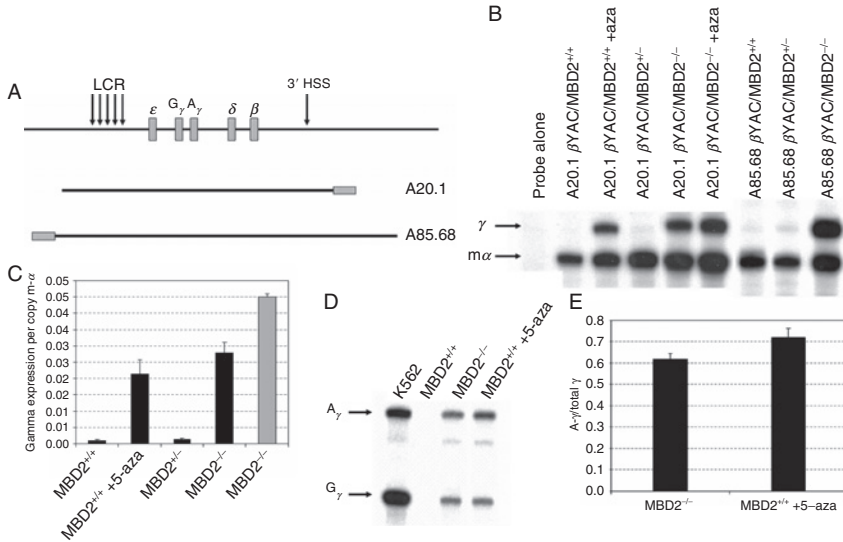 A
LCR
ε
Gγ Aγ
δ
β
3′ HSS
A20.1
A85.68
B
Probe alone
A20.1 βYAC/MBD2+/+
A20.1 βYAC/MBD2+/+ +aza
A20.1 βYAC/MBD2+/−
A20.1 βYAC/MBD2−/−
A20.1 βYAC/MBD2−/− +aza
A85.68 βYAC/MBD2+/+
A85.68 βYAC/MBD2+/−
A85.68 βYAC/MBD2−/−
γ
mα
C
Gamma expression per copy m-α
0.05
0.05
0.04
0.04
0.03
0.03
0.02
0.02
0.01
0.01
0.00
MBD2+/+
MBD2+/+ +5-aza
MBD2+/−
MBD2−/−
MBD2−/−
D
K562
MBD2+/+
MBD2−/−
MBD2+/+ +5-aza
Aγ
Gγ
E
A-γ/total γ
0.8
0.7
0.6
0.5
0.4
0.3
0.2
0.1
0.0
MBD2−/−
MBD2+/+ +5–aza